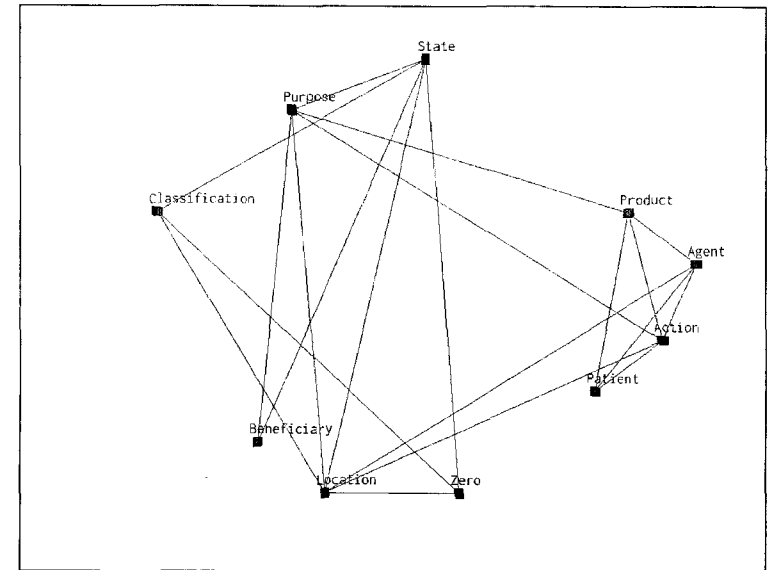 State
Purpose
Classification
Product
Agent
Action
Patient
Beneficiary
Location
Zero